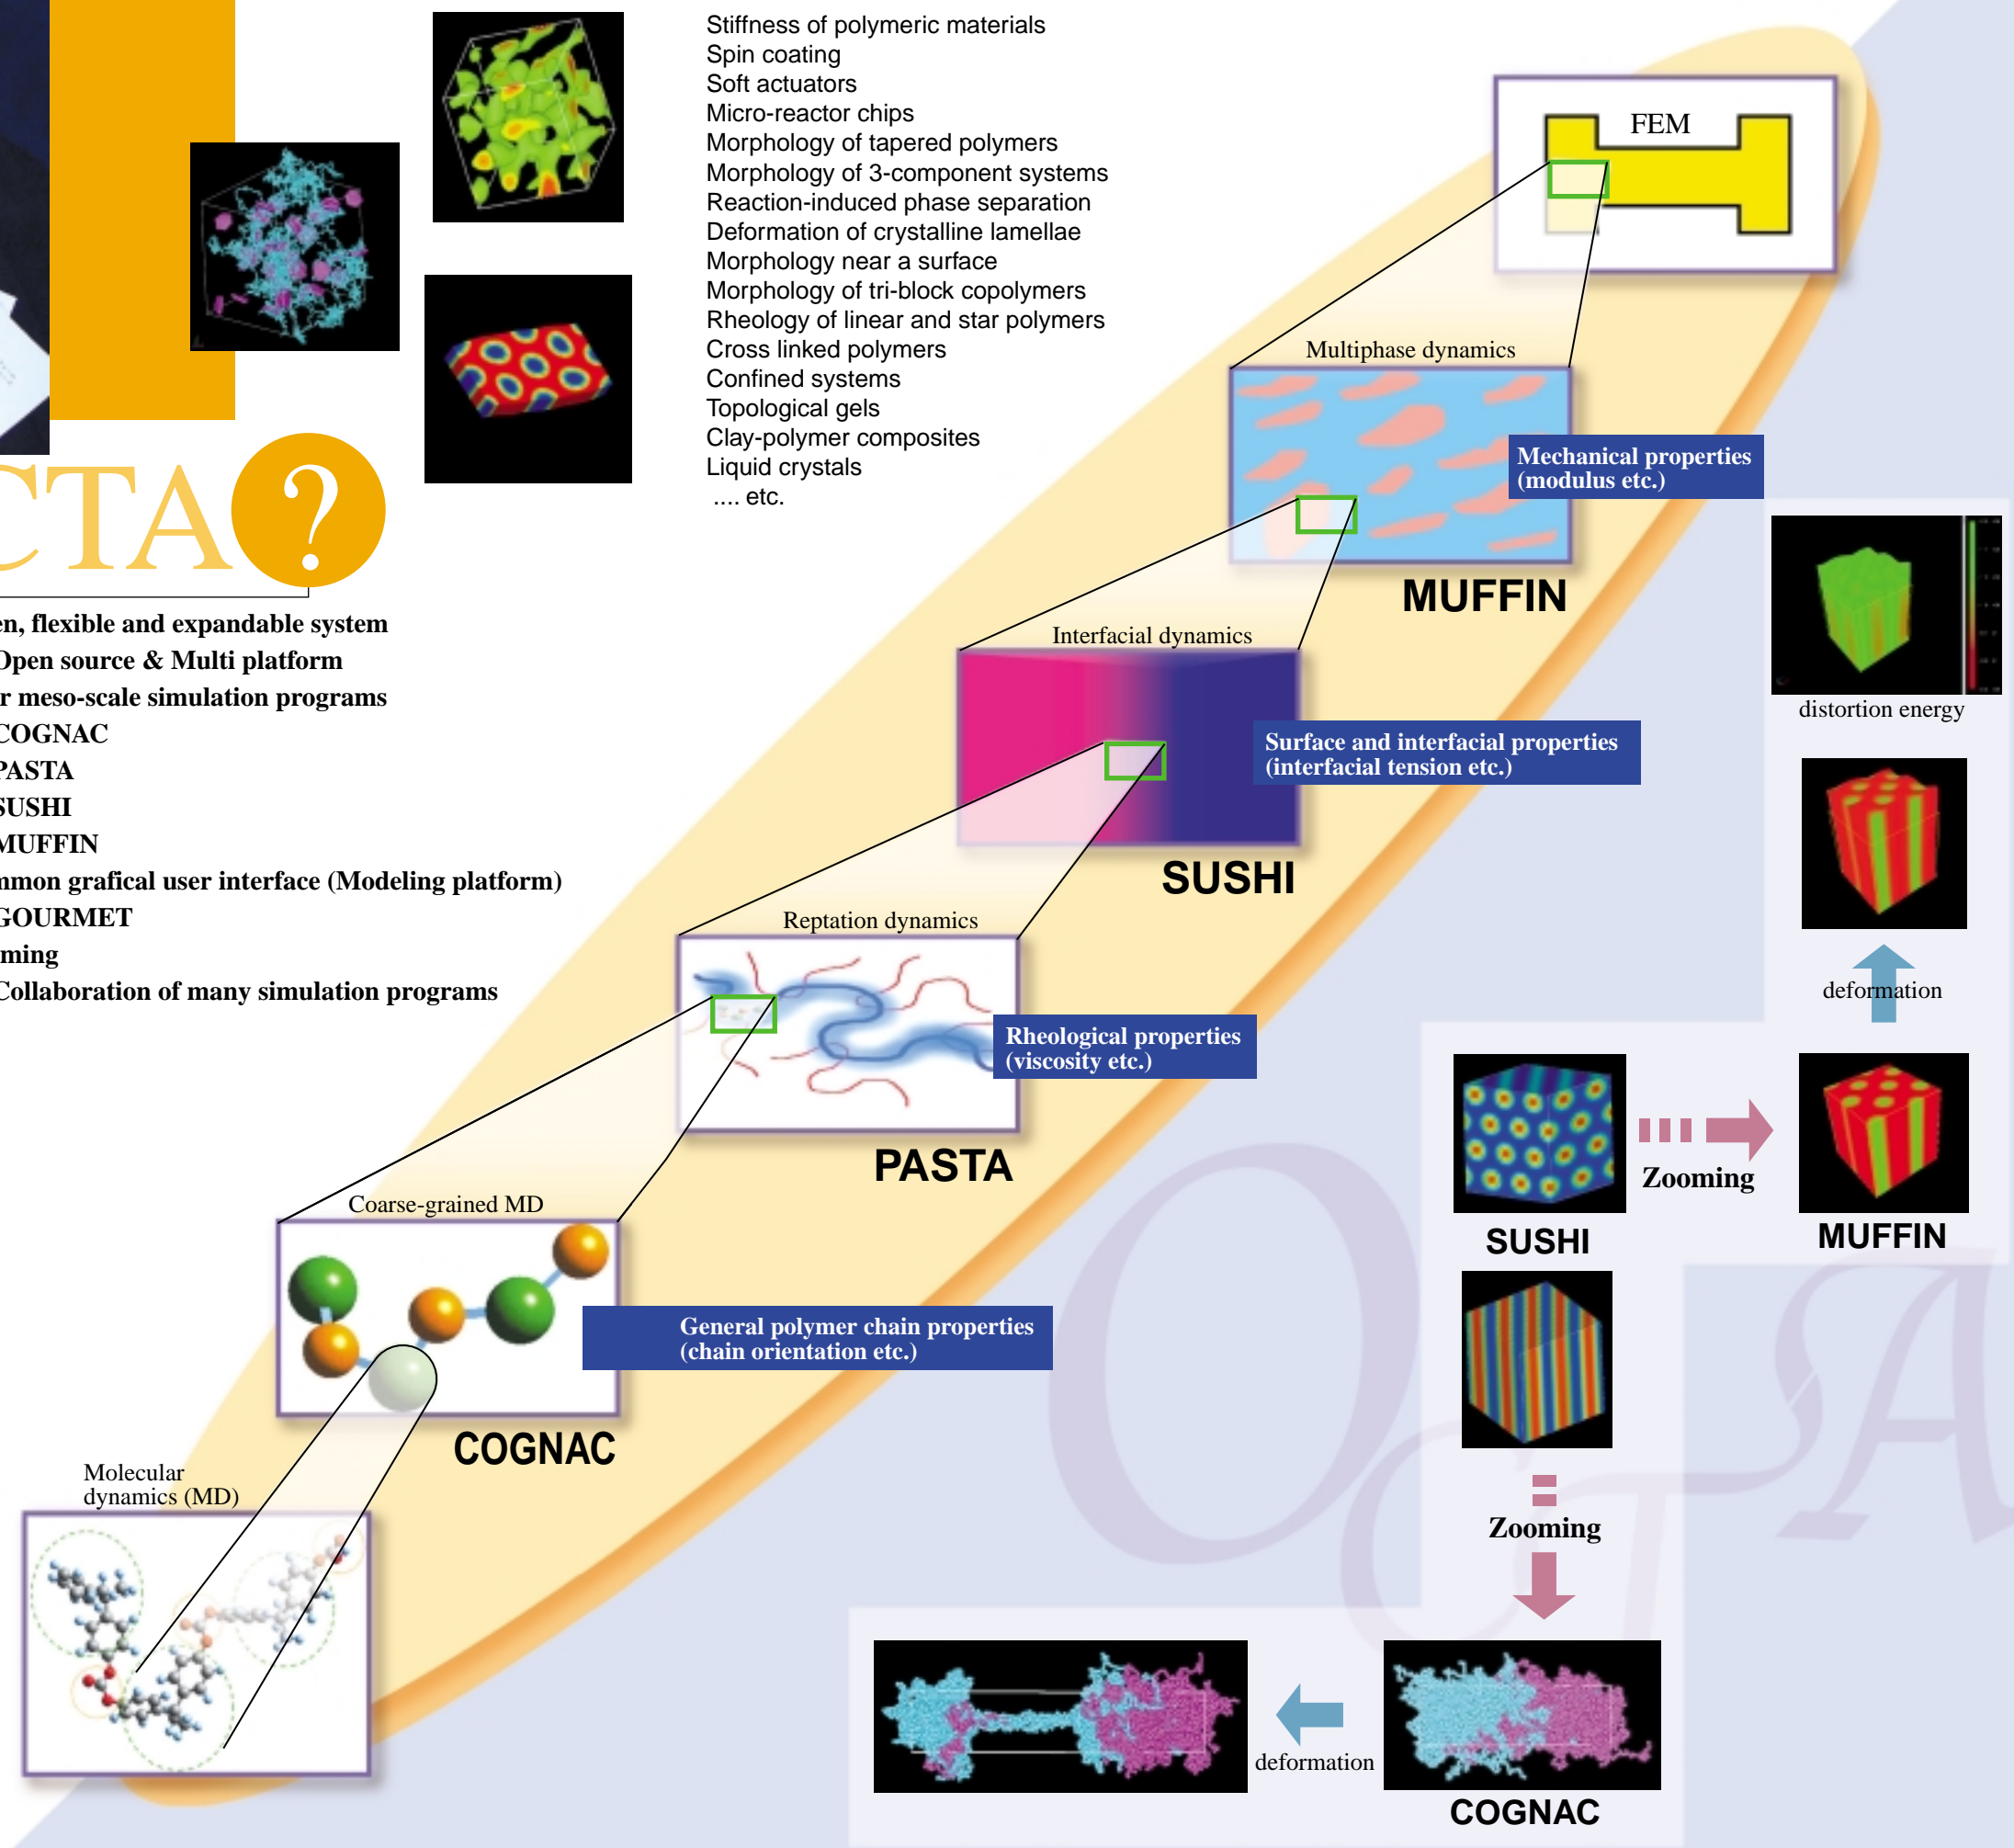 Stiffness of polymeric materials
Spin coating
Soft actuators
Micro-reactor chips
Morphology of tapered polymers
Morphology of 3-component systems
Reaction-induced phase separation
Deformation of crystalline lamellae
Morphology near a surface
Morphology of tri-block copolymers
Rheology of linear and star polymers
Cross linked polymers
Confined systems
Topological gels
Clay-polymer composites
Liquid crystals
.... etc.
CTA ?
en, flexible and expandable system
Open source & Multi platform
r meso-scale simulation programs
COGNAC
PASTA
SUSHI
MUFFIN
mmon grafical user interface (Modeling platform)
GOURMET
ming
Collaboration of many simulation programs
FEM
Multiphase dynamics
Mechanical properties
(modulus etc.)
MUFFIN
Interfacial dynamics
Surface and interfacial properties
(interfacial tension etc.)
SUSHI
Reptation dynamics
Rheological properties
(viscosity etc.)
PASTA
Coarse-grained MD
General polymer chain properties
(chain orientation etc.)
COGNAC
Molecular
dynamics (MD)
distortion energy
deformation
Zooming
SUSHI
MUFFIN
Zooming
deformation
COGNAC
OCTA